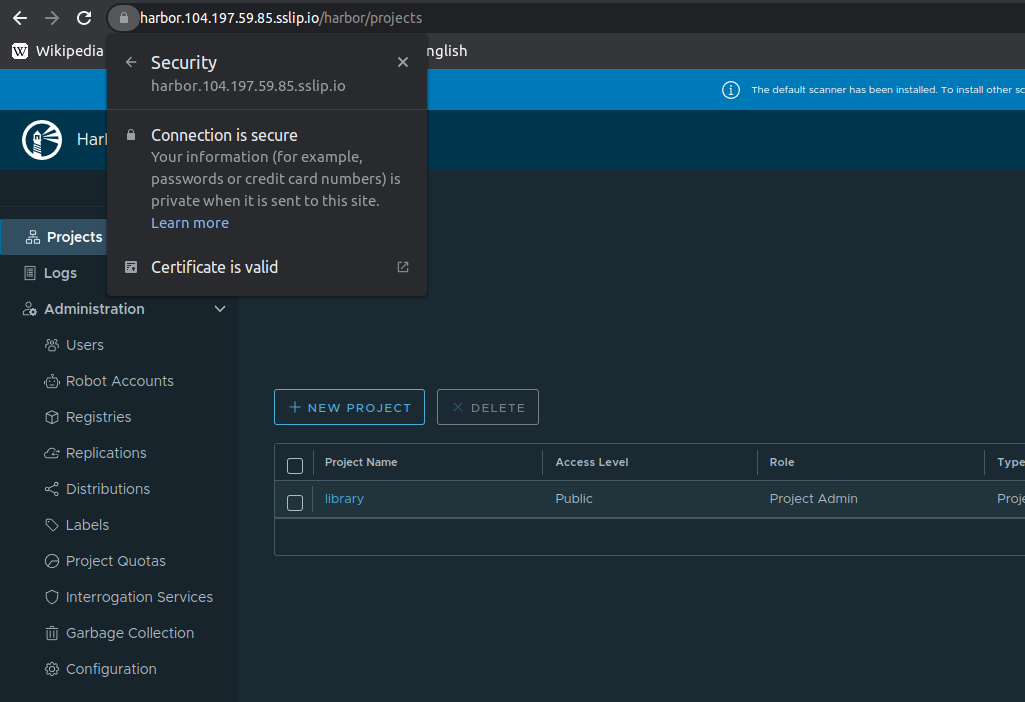 harbor.104.197.59.85.sslip.io/harbor/projects
W Wikipedia
nglish
Security
harbor.104.197.59.85.sslip.io
The default scanner has been installed. To install other sc
Har
Connection is secure
Your information (for example,
passwords or credit card numbers) is
private when it is sent to this site.
Learn more
Certificate is valid
Projects
Logs
Administration
Users
Robot Accounts
Registries
Replications
Distributions
Labels
Project Quotas
Interrogation Services
Garbage Collection
Configuration
+ NEW PROJECT
× DELETE
Project Name Access Level Role Type
library Public Project Admin Proje